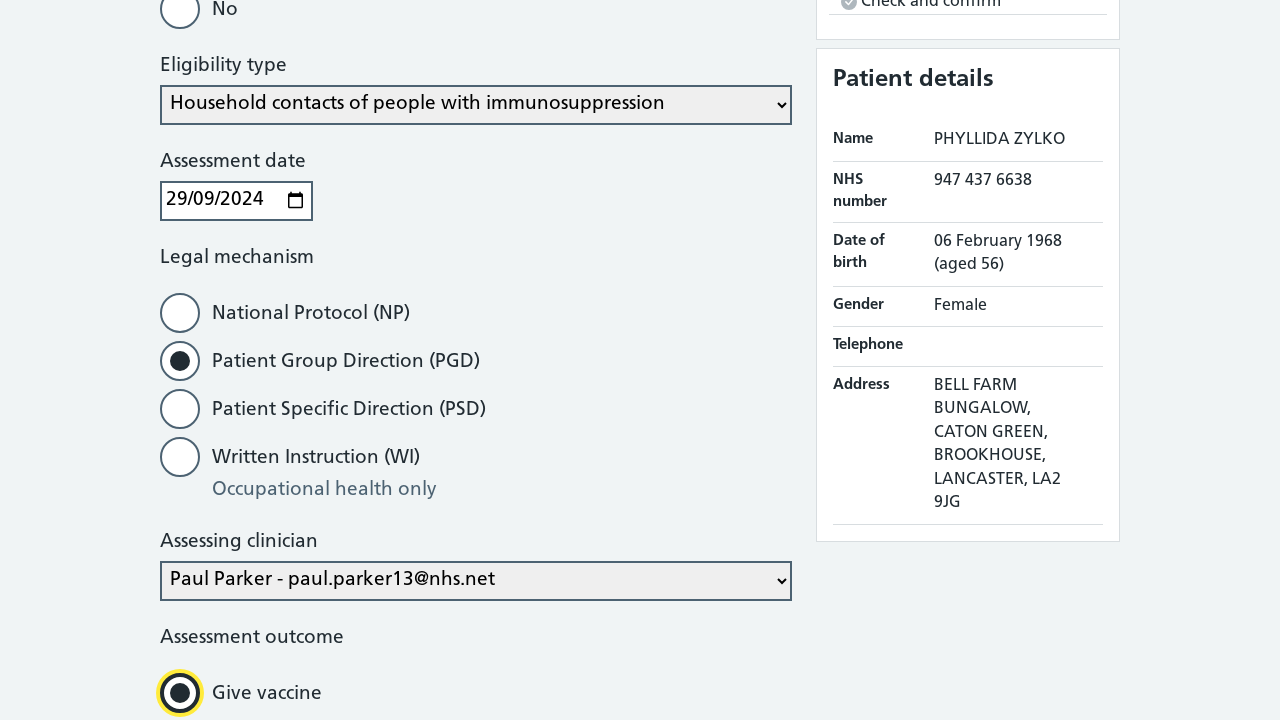 No
Eligibility type
Household contacts of people with immunosuppression
Assessment date
29/09/2024
Legal mechanism
National Protocol (NP)
Patient Group Direction (PGD)
Patient Specific Direction (PSD)
Written Instruction (WI)
Occupational health only
Assessing clinician
Paul Parker - paul.parker13@nhs.net
Assessment outcome
Give vaccine
Check and confirm
Patient details
Name PHYLLIDA ZYLKO
NHS number 947 437 6638
Date of birth 06 February 1968 (aged 56)
Gender Female
Telephone
Address BELL FARM
BUNGALOW,
CATON GREEN,
BROOKHOUSE,
LANCASTER, LA2
9JG